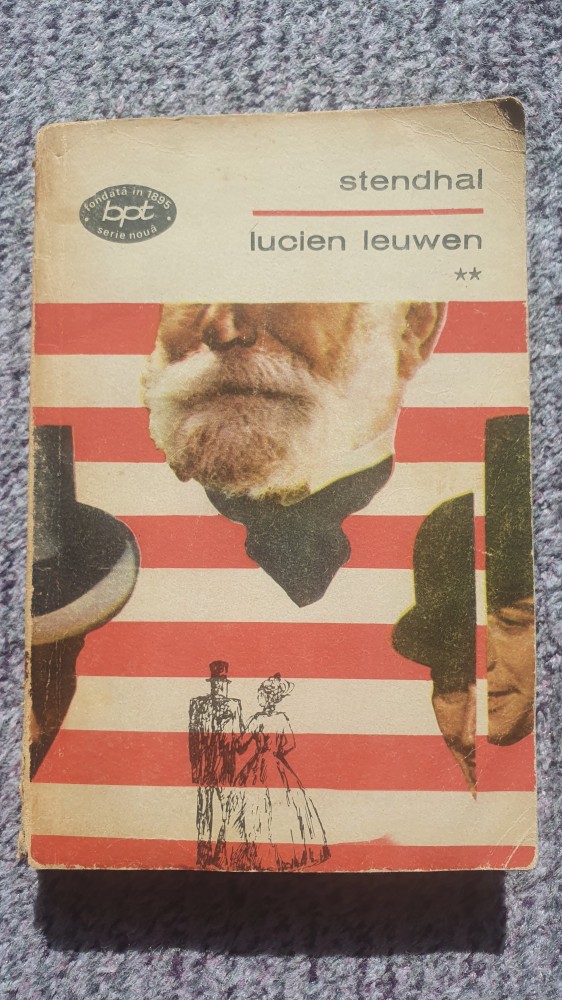 stendhal
fondată în 1895
bpt
serie nouă
lucien leuwen
**